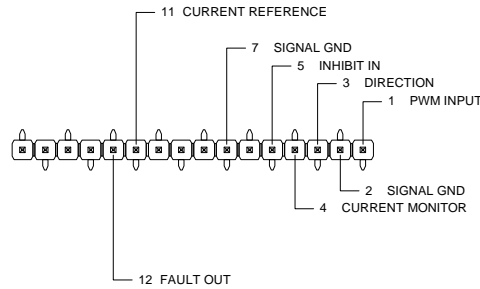 11 CURRENT REFERENCE
7 SIGNAL GND
5 INHIBIT IN
3 DIRECTION
1 PWM INPUT
2 SIGNAL GND
4 CURRENT MONITOR
12 FAULT OUT